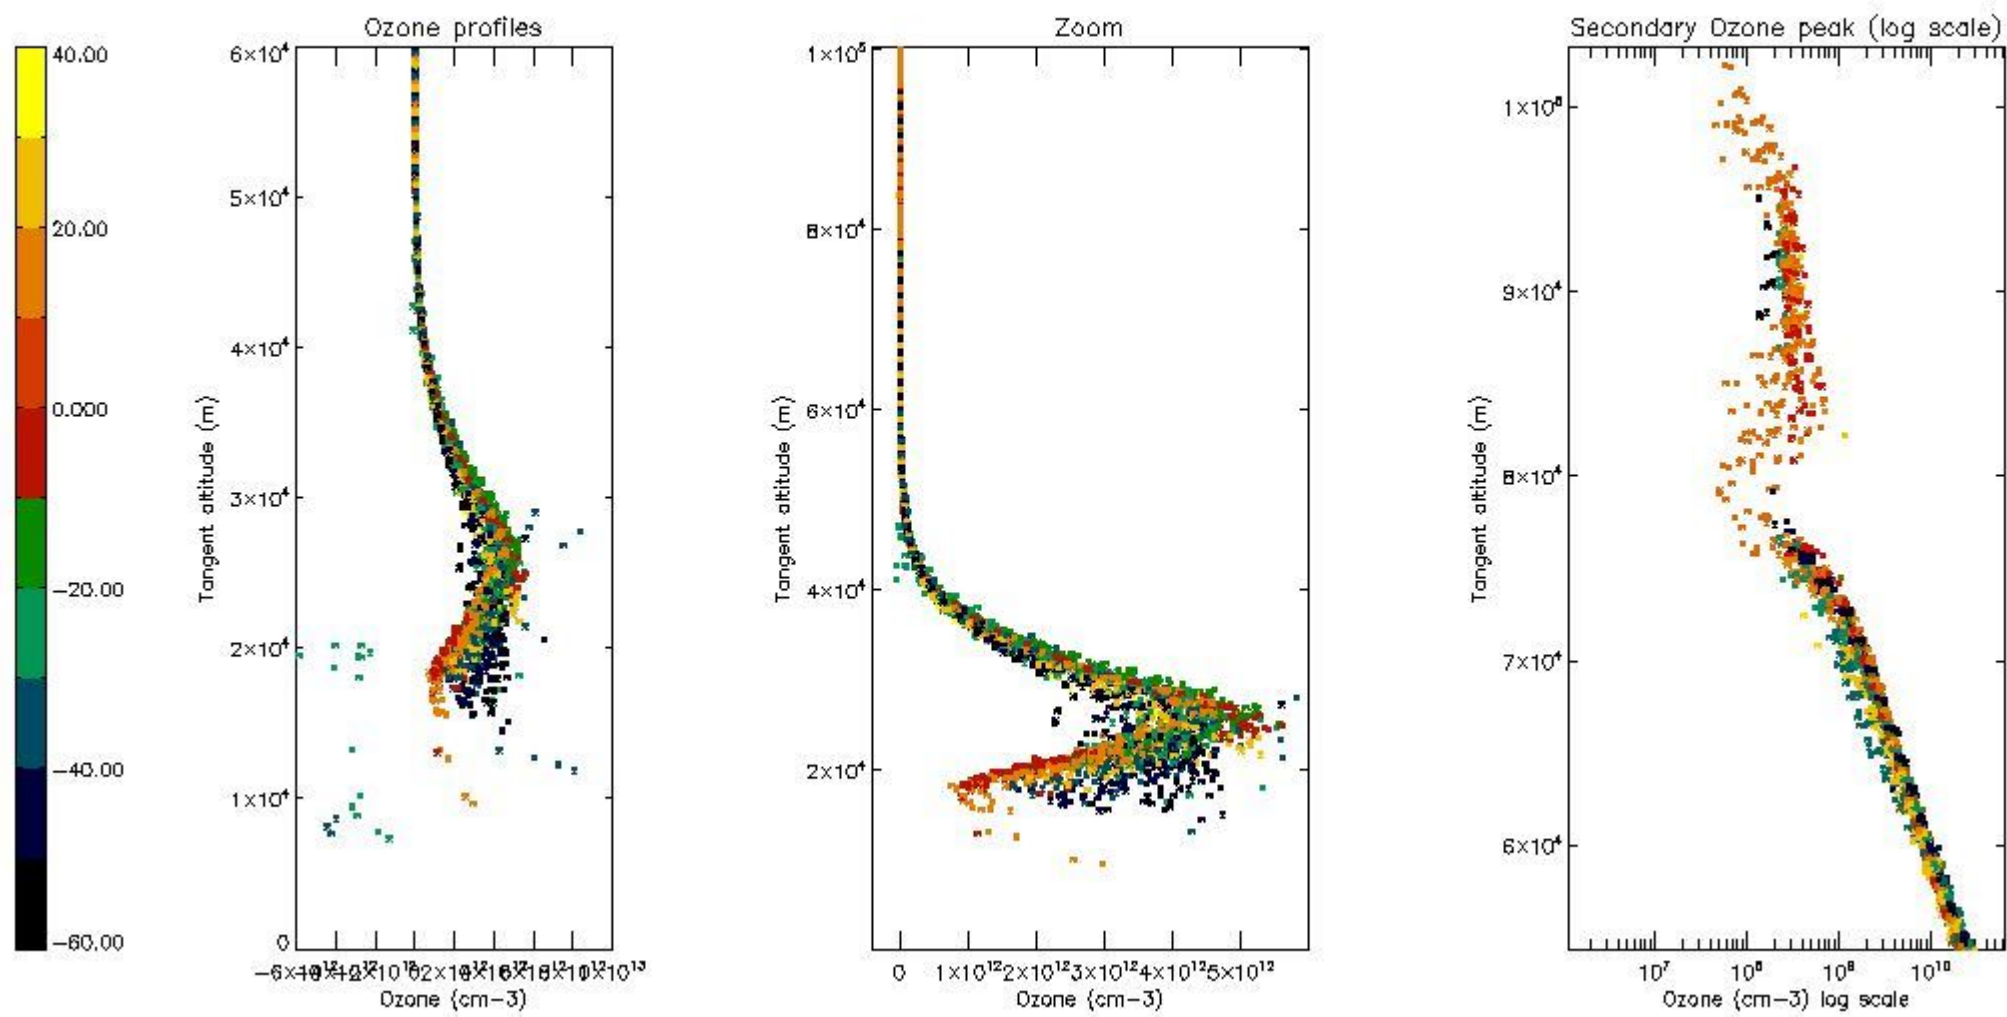 Ozone profiles
Zoom
Secondary Ozone peak (log scale)
40.00
20.00
0.000
−20.00
−40.00
−60.00
6×10⁴
5×10⁴
4×10⁴
3×10⁴
2×10⁴
1×10⁴
0
Tangent altitude (m)
Ozone (cm−3)
1×10⁵
8×10⁴
6×10⁴
4×10⁴
2×10⁴
Tangent altitude (m)
0 1×10¹² 2×10¹² 3×10¹² 4×10¹² 5×10¹²
Ozone (cm−3)
9×10⁴
8×10⁴
7×10⁴
6×10⁴
Tangent altitude (m)
10⁷ 10⁸ 10⁹ 10¹⁰
Ozone (cm−3) log scale